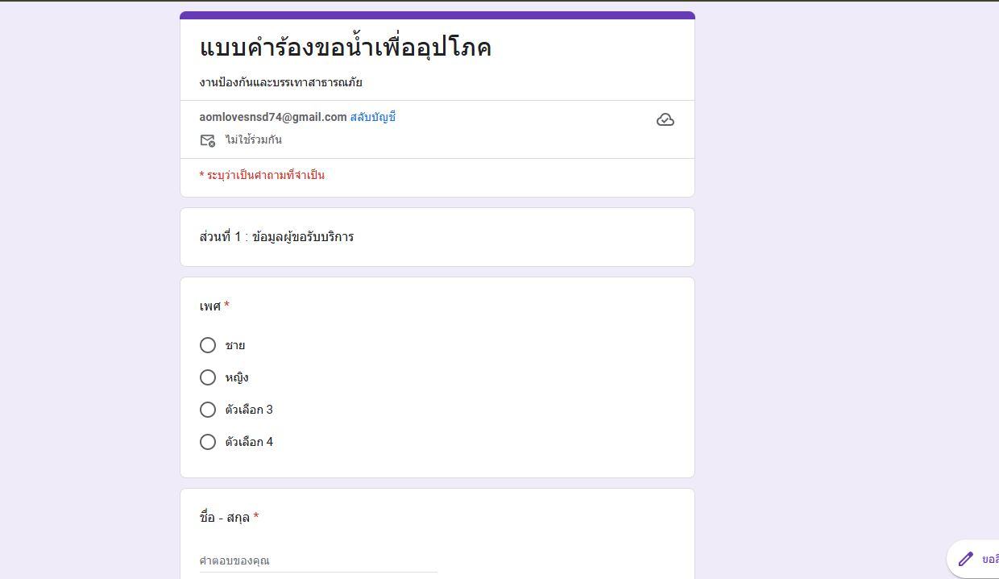 แบบคำร้องขอน้ำเพื่ออุปโภค
งานป้องกันและบรรเทาสาธารณภัย
aomlovesnsd74@gmail.com สลับบัญชี
ไม่ใช้ร่วมกัน
* ระบุว่าเป็นคำถามที่จำเป็น
ส่วนที่ 1 : ข้อมูลผู้ขอรับบริการ
เพศ *
ชาย
หญิง
ตัวเลือก 3
ตัวเลือก 4
ชื่อ - สกุล *
คำตอบของคุณ